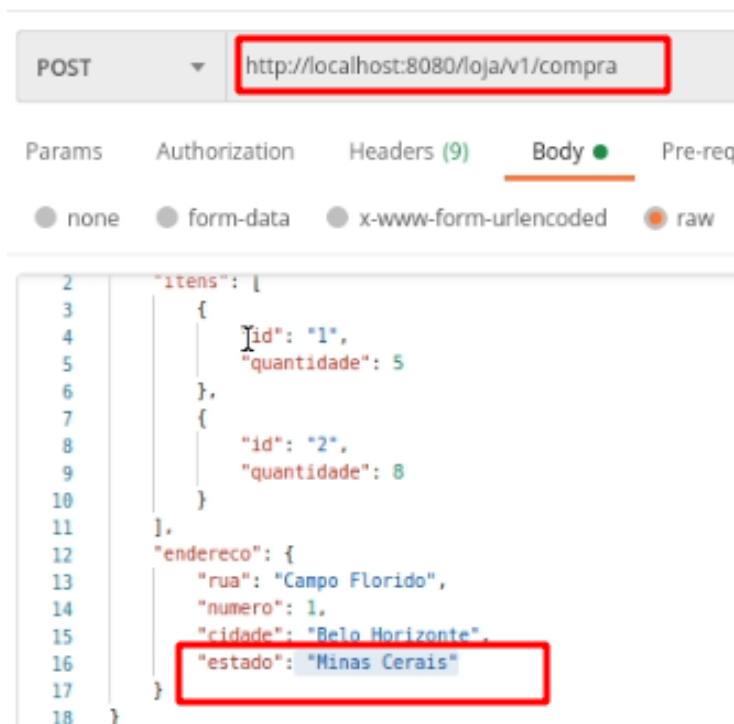 POST http://localhost:8080/loja/v1/compra
Params Authorization Headers (9) Body Pre-req
none form-data x-www-form-urlencoded raw
2 "itens": [
3 {
4 "id": "1",
5 "quantidade": 5
6 },
7 {
8 "id": "2",
9 "quantidade": 8
10 }
11 ],
12 "endereco": {
13 "rua": "Campo Florido",
14 "numero": 1,
15 "cidade": "Belo Horizonte",
16 "estado": "Minas Cerais"
17 }
18 }